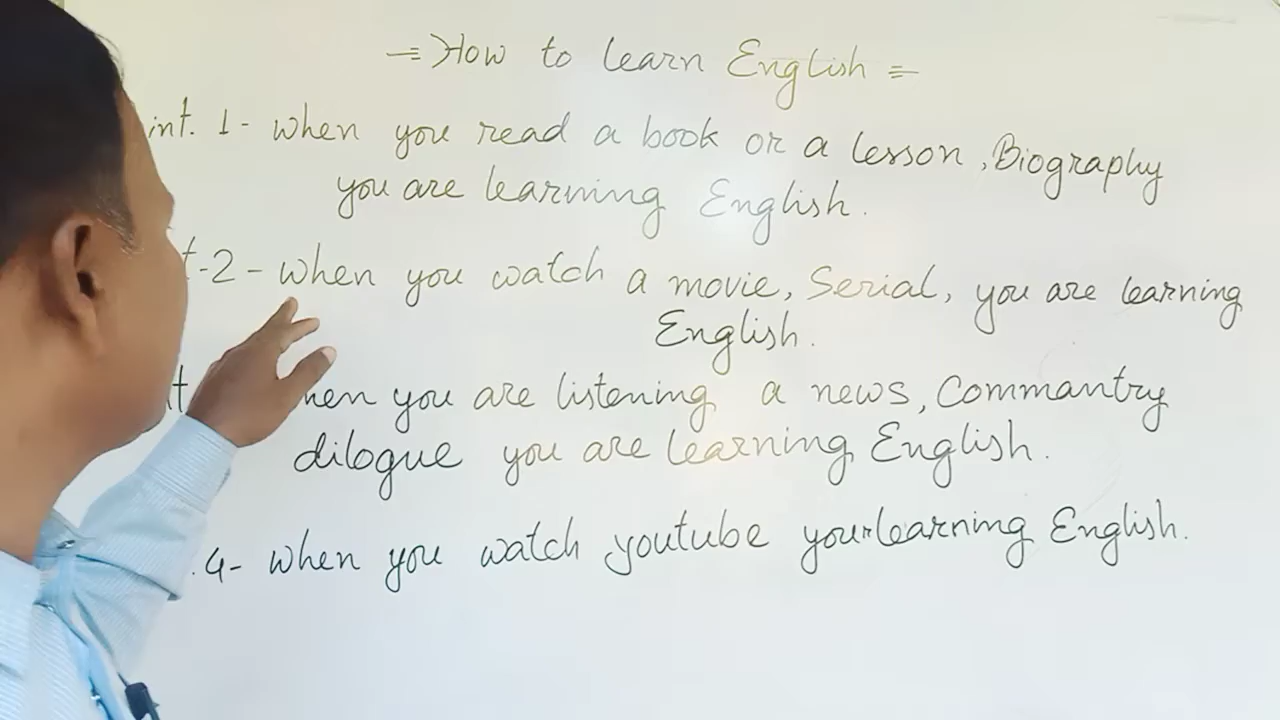 = How to learn English =
int. 1- when you read a book or a lesson, Biography
you are learning English.
t-2- when you watch a movie, Serial, you are learning
English.
t hen you are listening a news, Commantry
dilogue you are learning English.
.4- when you watch youtube your learning English.